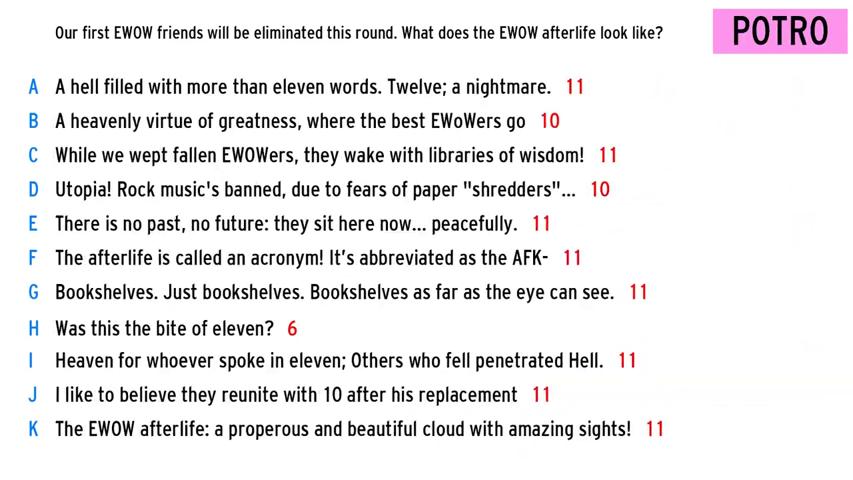 Our first EWOW friends will be eliminated this round. What does the EWOW afterlife look like?
POTRO
A A hell filled with more than eleven words. Twelve; a nightmare. 11
B A heavenly virtue of greatness, where the best EWoWers go 10
C While we wept fallen EWOWers, they wake with libraries of wisdom! 11
D Utopia! Rock music's banned, due to fears of paper "shredders"... 10
E There is no past, no future: they sit here now... peacefully. 11
F The afterlife is called an acronym! It's abbreviated as the AFK- 11
G Bookshelves. Just bookshelves. Bookshelves as far as the eye can see. 11
H Was this the bite of eleven? 6
I Heaven for whoever spoke in eleven; Others who fell penetrated Hell. 11
J I like to believe they reunite with 10 after his replacement 11
K The EWOW afterlife: a properous and beautiful cloud with amazing sights! 11